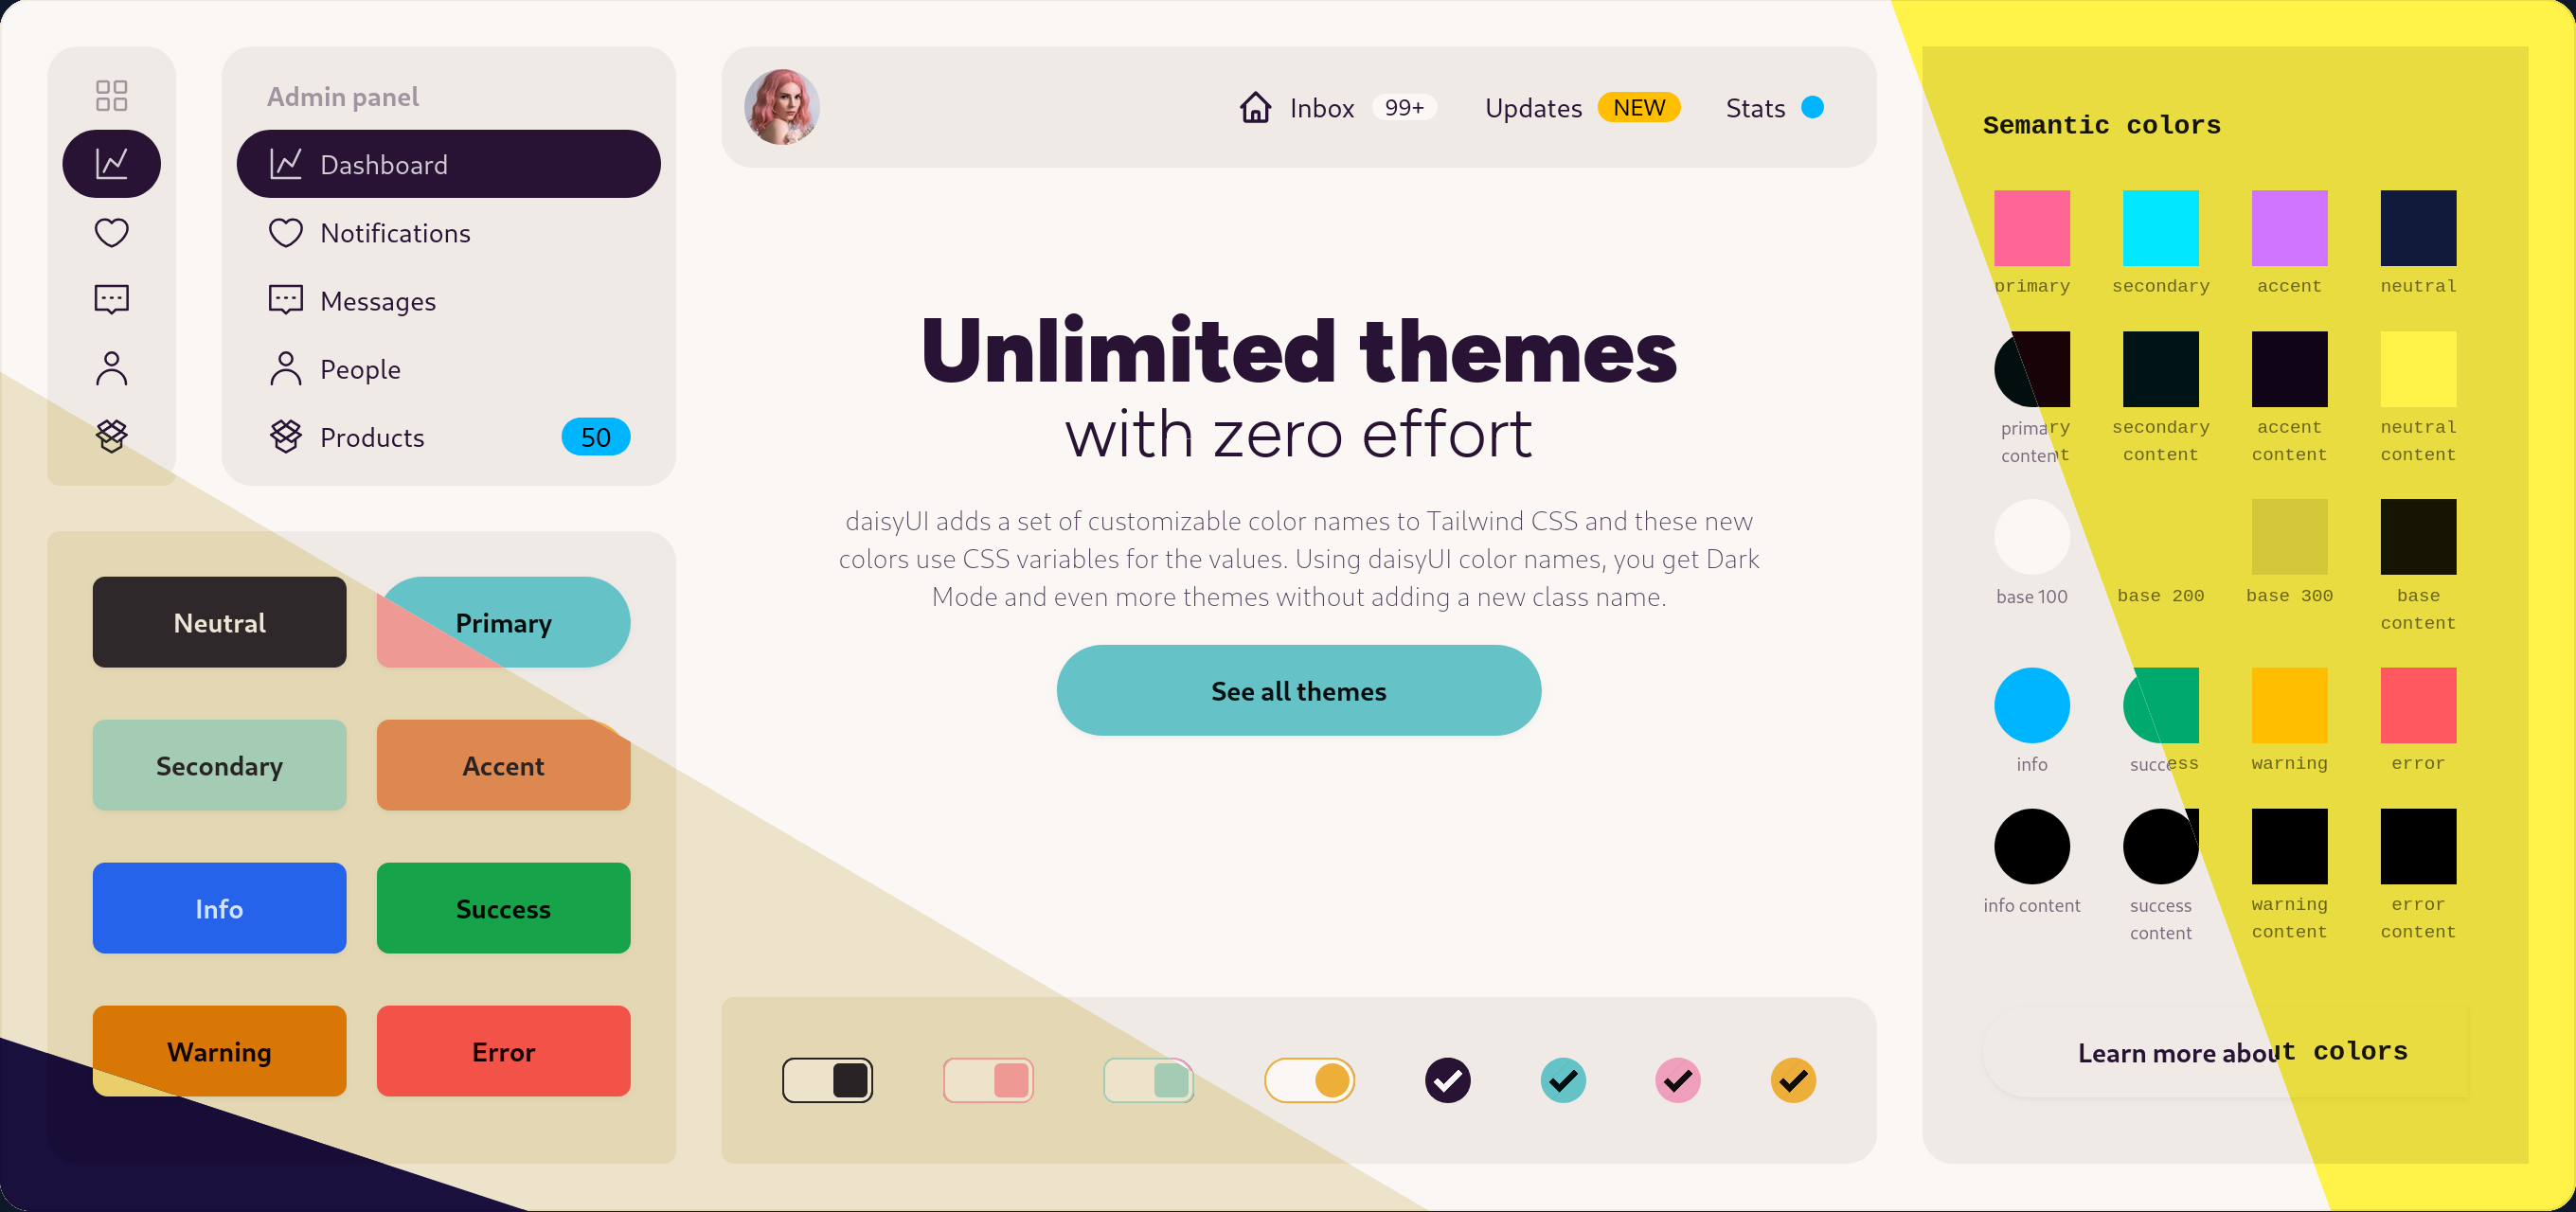 Admin panel
Dashboard
Notifications
Messages
People
Products 50
Neutral Primary
Secondary Accent
Info Success
Warning Error
Inbox 99+ Updates NEW Stats
Unlimited themes
with zero effort
daisyUI adds a set of customizable color names to Tailwind CSS and these new
colors use CSS variables for the values. Using daisyUI color names, you get Dark
Mode and even more themes without adding a new class name.
See all themes
Semantic colors
primary secondary accent neutral
primary secondary accent neutral
content content content content
base 100 base 200 base 300 base
content
info success warning error
info content success warning error
content content content
Learn more about colors